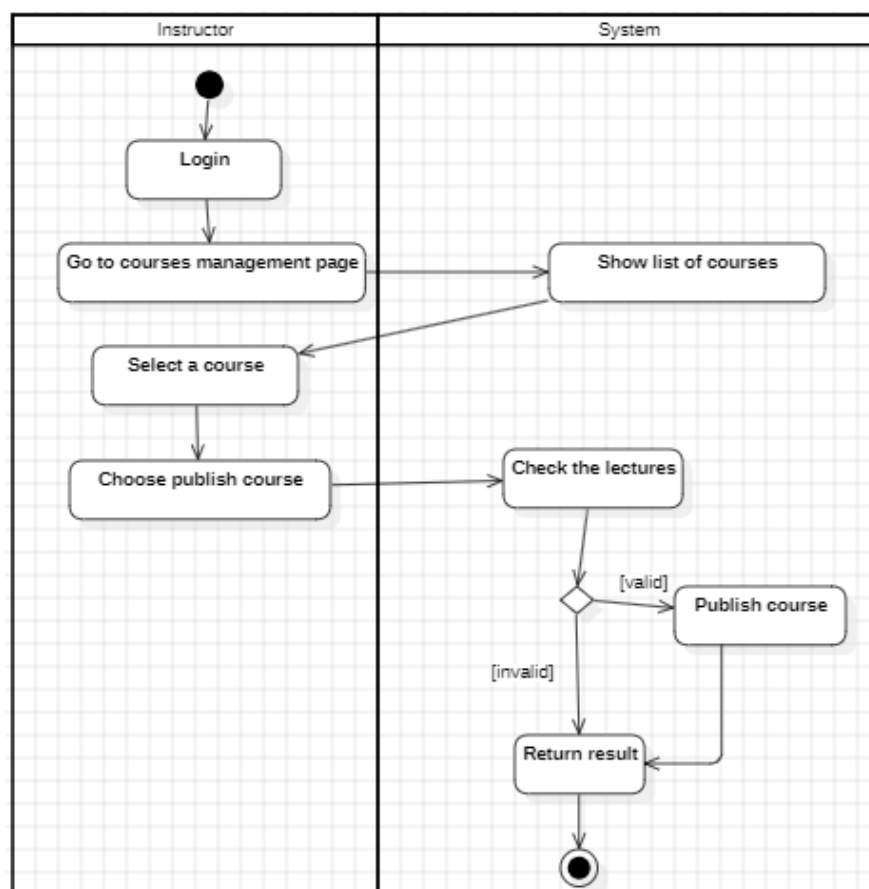 Instructor
System
Login
Go to courses management page
Show list of courses
Select a course
Choose publish course
Check the lectures
[valid]
Publish course
[invalid]
Return result